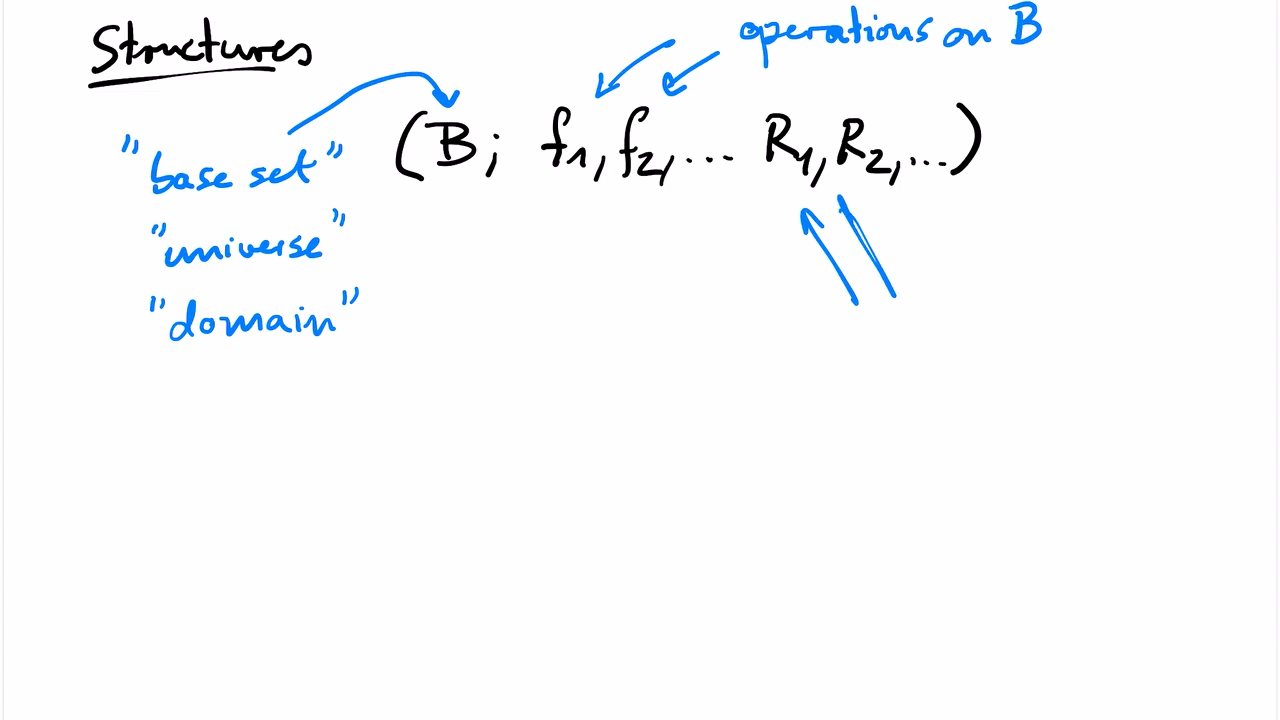 Structures
operations on B
(B; f1, f2, ... R1, R2, ...)
"base set"
"universe"
"domain"